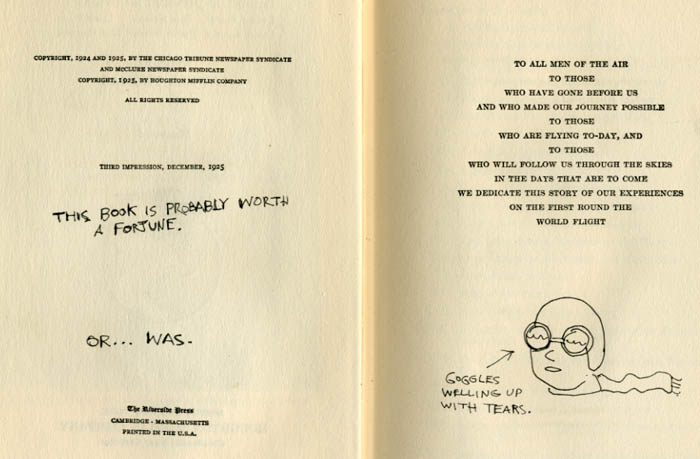 COPYRIGHT, 1924 AND 1925, BY THE CHICAGO TRIBUNE NEWSPAPER SYNDICATE
AND MCCLURE NEWSPAPER SYNDICATE
COPYRIGHT, 1925, BY HOUGHTON MIFFLIN COMPANY
ALL RIGHTS RESERVED
THIRD IMPRESSION, DECEMBER, 1925
THIS BOOK IS PROBABLY WORTH
A FORTUNE.
OR... WAS.
The Riverside Press
CAMBRIDGE · MASSACHUSETTS
PRINTED IN THE U.S.A.
TO ALL MEN OF THE AIR
TO THOSE
WHO HAVE GONE BEFORE US
AND WHO MADE OUR JOURNEY POSSIBLE
TO THOSE
WHO ARE FLYING TO-DAY, AND
TO THOSE
WHO WILL FOLLOW US THROUGH THE SKIES
IN THE DAYS THAT ARE TO COME
WE DEDICATE THIS STORY OF OUR EXPERIENCES
ON THE FIRST ROUND THE
WORLD FLIGHT
GOGGLES
WELLING UP
WITH TEARS.